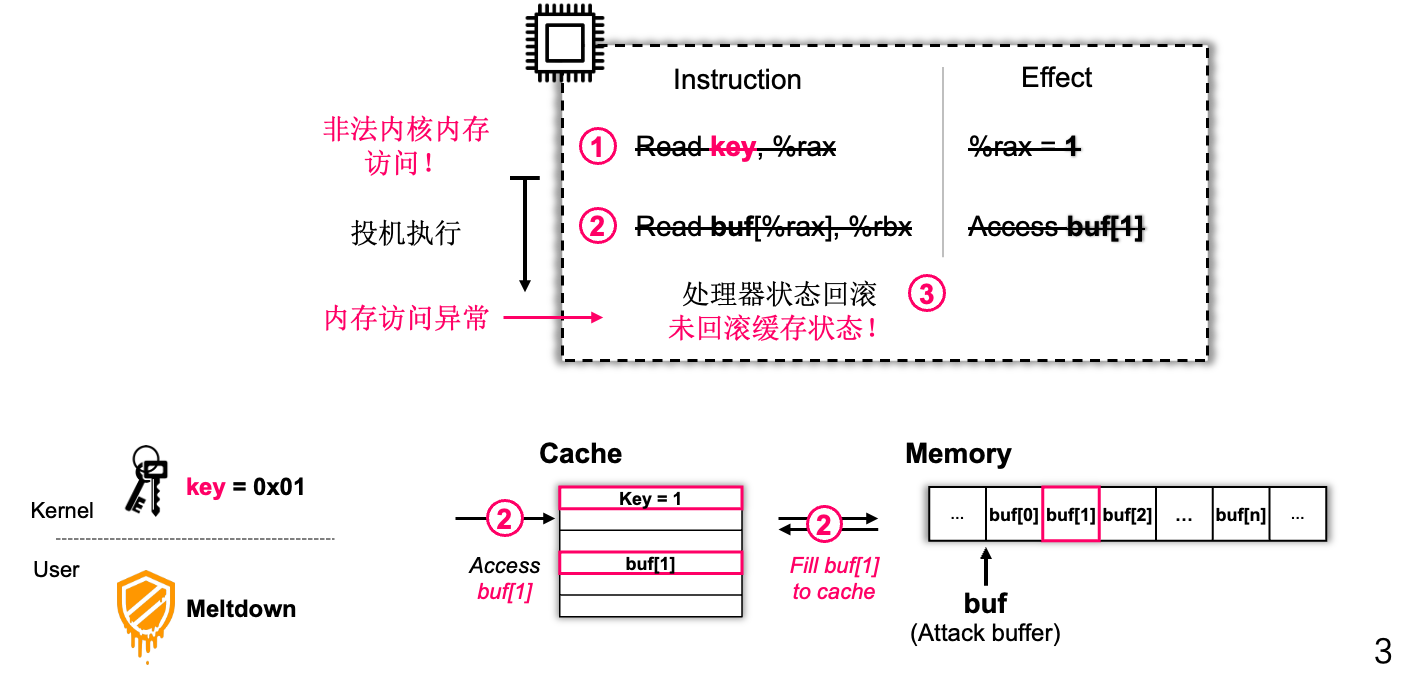 Instruction
Effect
非法内核内存
访问！
① Read key, %rax
%rax = 1
投机执行
② Read buf[%rax], %rbx
Access buf[1]
处理器状态回滚 ③
内存访问异常
未回滚缓存状态！
key = 0x01
Kernel
User
Meltdown
Cache
Key = 1
buf[1]
②
Access
buf[1]
②
Fill buf[1]
to cache
Memory
... buf[0] buf[1] buf[2] ... buf[n] ...
buf
(Attack buffer)
3